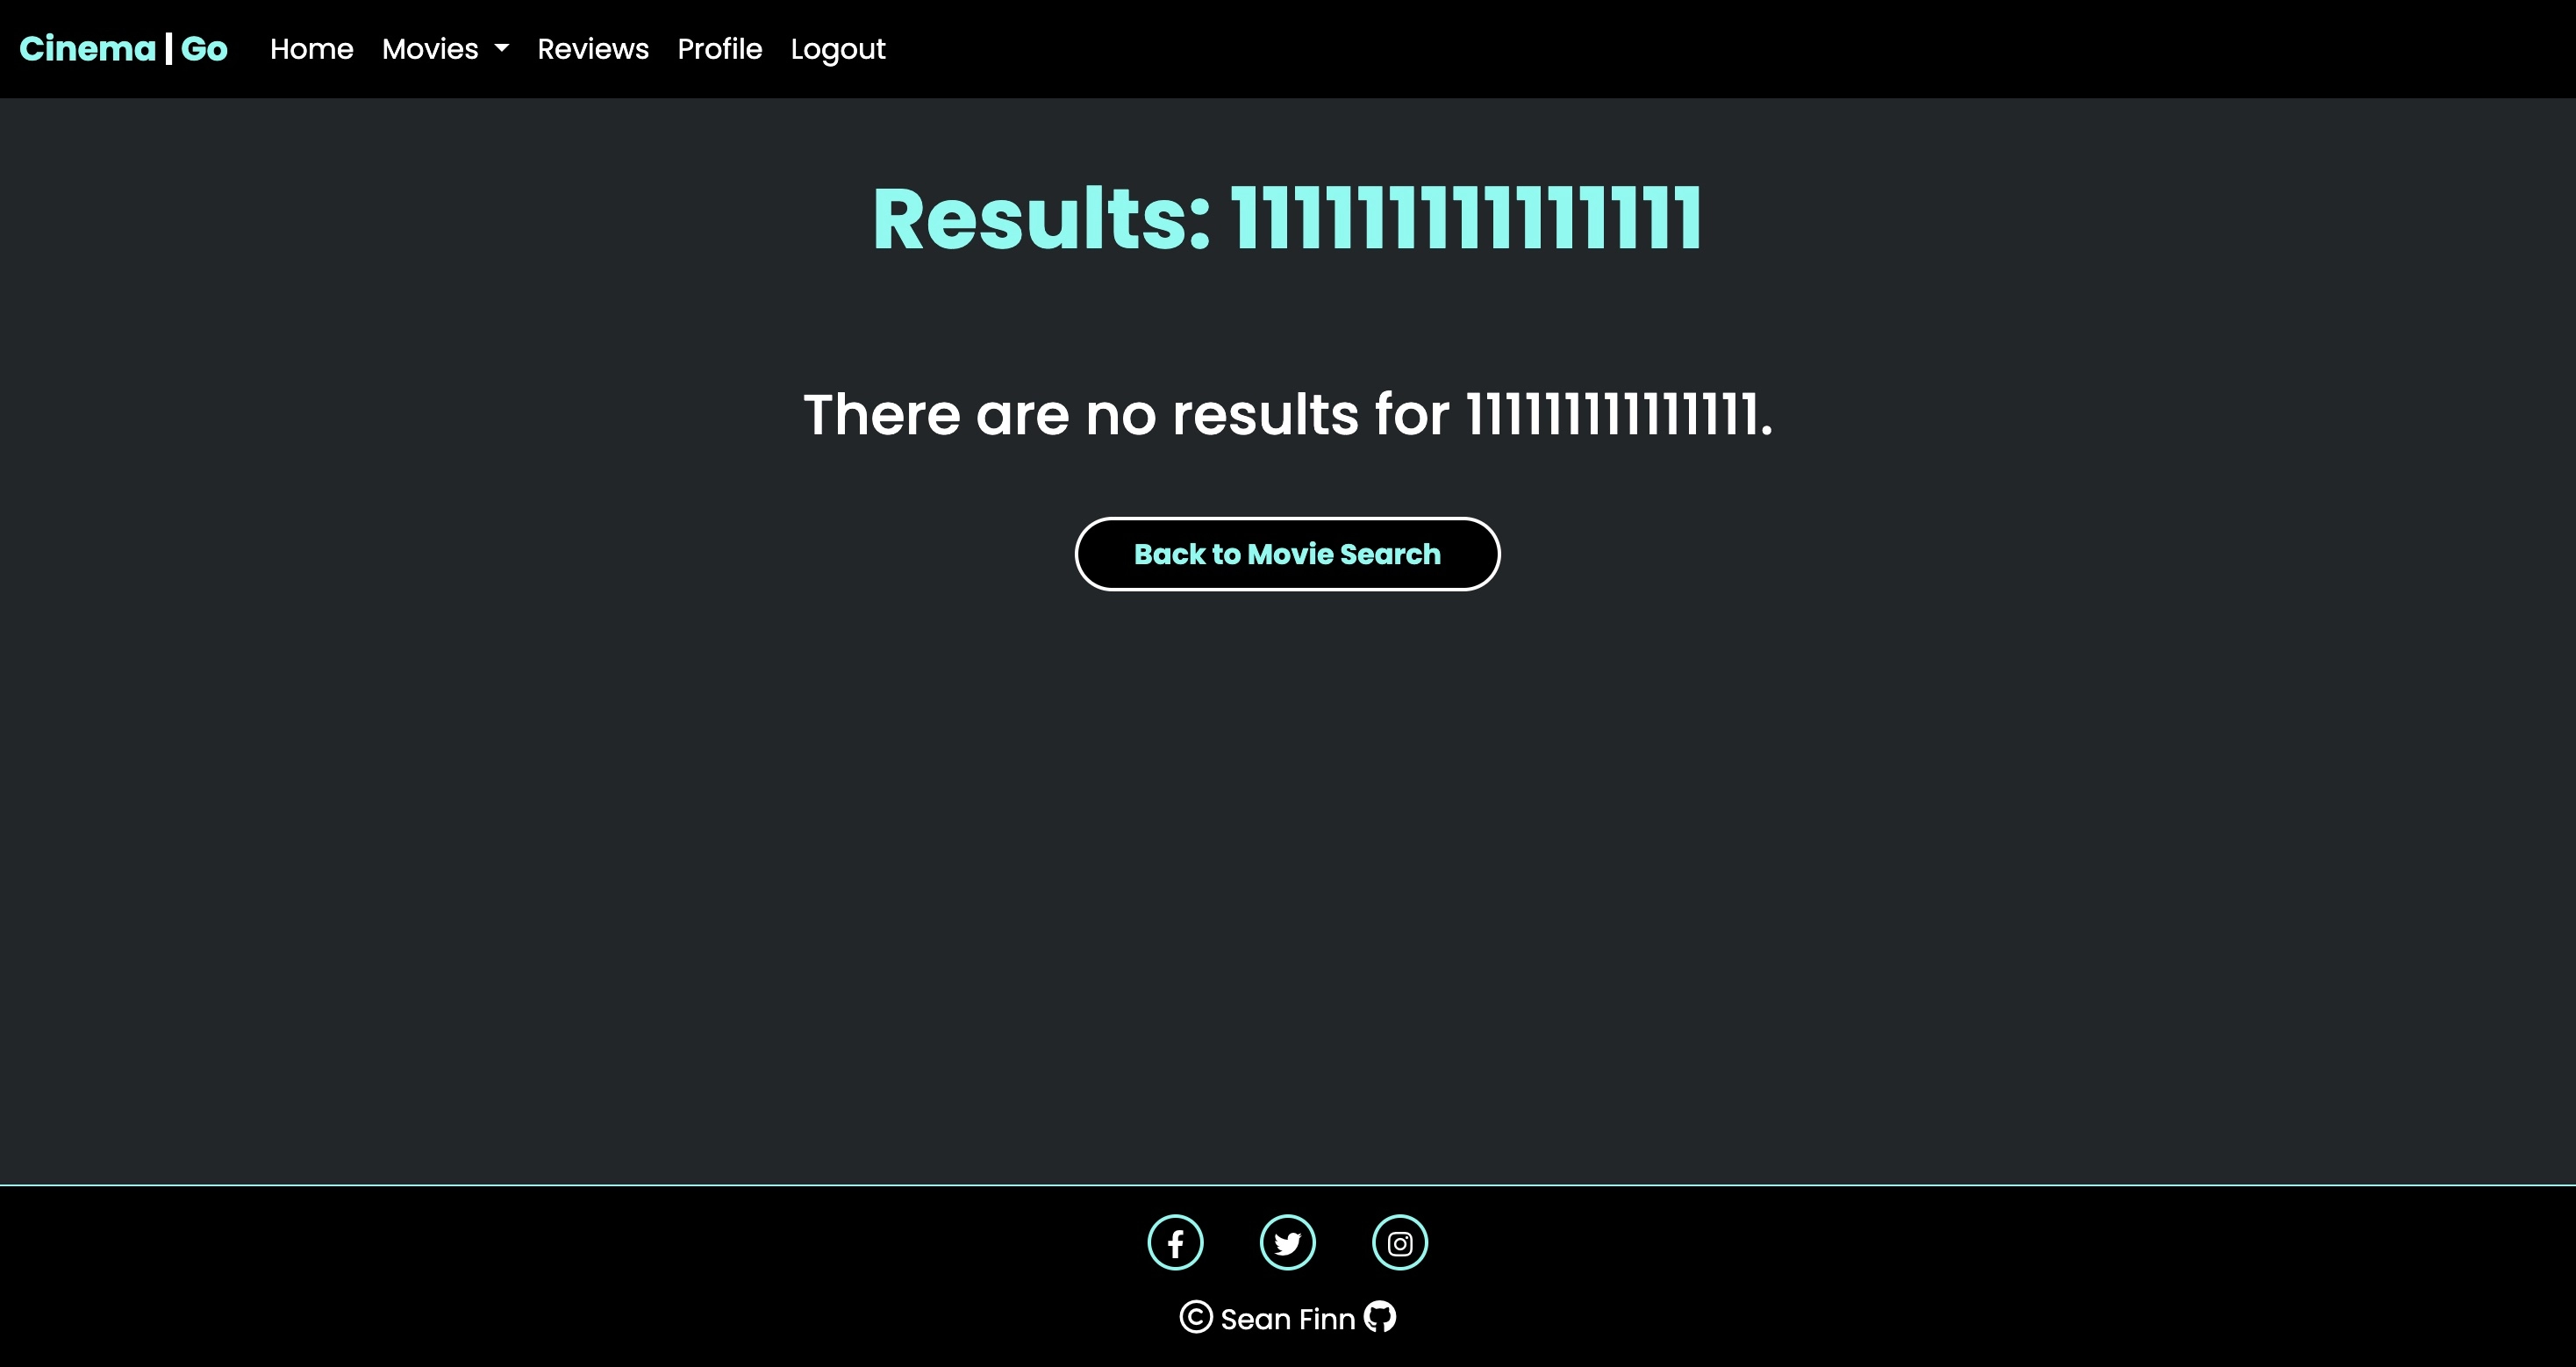 Cinema | Go Home Movies Reviews Profile Logout
Results: 111111111111111
There are no results for 111111111111111.
Back to Movie Search
© Sean Finn